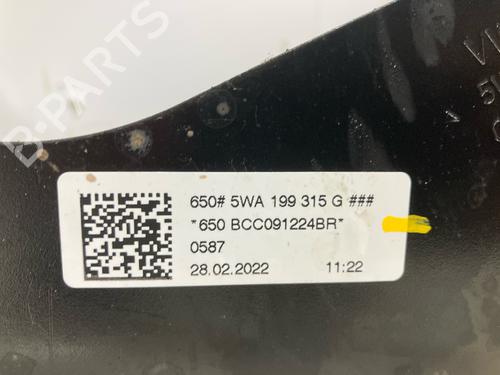 B-PARTS
650# 5WA 199 315 G ###
*650 BCC091224BR*
0587
28.02.2022 11:22